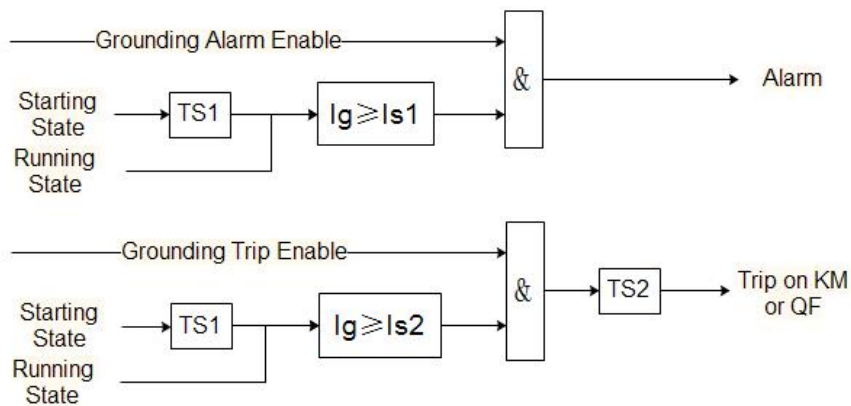 Grounding Alarm Enable
&
Alarm
Starting
State
TS1
Ig≥Is1
Running
State
Grounding Trip Enable
&
TS2
Trip on KM
or QF
Starting
State
TS1
Ig≥Is2
Running
State